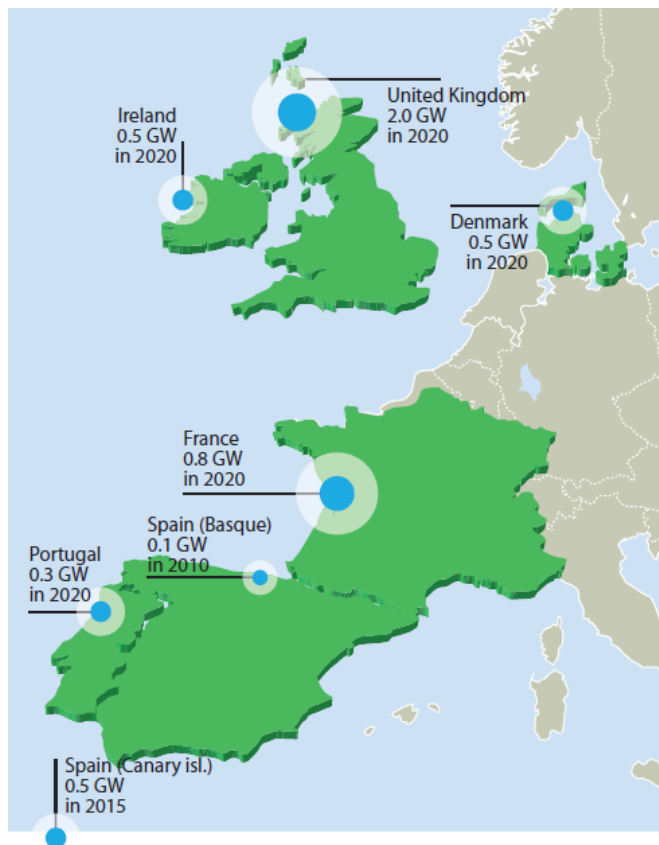 United Kingdom
2.0 GW
in 2020
Ireland
0.5 GW
in 2020
Denmark
0.5 GW
in 2020
France
0.8 GW
in 2020
Spain (Basque)
0.1 GW
in 2010
Portugal
0.3 GW
in 2020
Spain (Canary isl.)
0.5 GW
in 2015